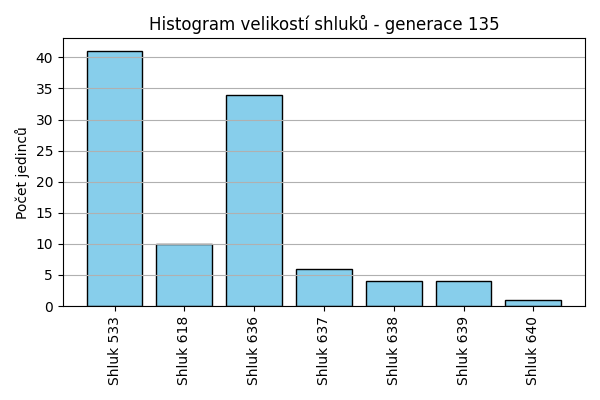 Histogram velikostí shluků - generace 135
Počet jedinců
40
35
30
25
20
15
10
5
0
Shluk 533
Shluk 618
Shluk 636
Shluk 637
Shluk 638
Shluk 639
Shluk 640